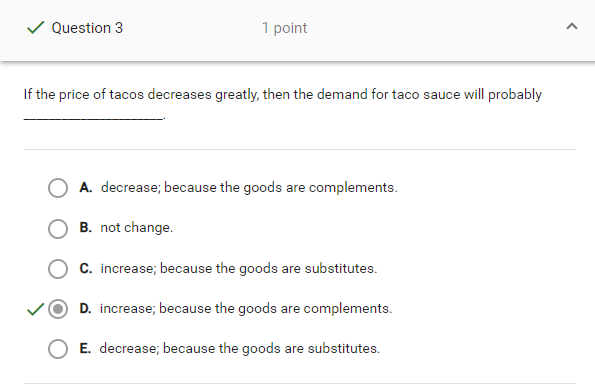 Question 3
1 point
If the price of tacos decreases greatly, then the demand for taco sauce will probably
____________________.
A. decrease; because the goods are complements.
B. not change.
C. increase; because the goods are substitutes.
D. increase; because the goods are complements.
E. decrease; because the goods are substitutes.